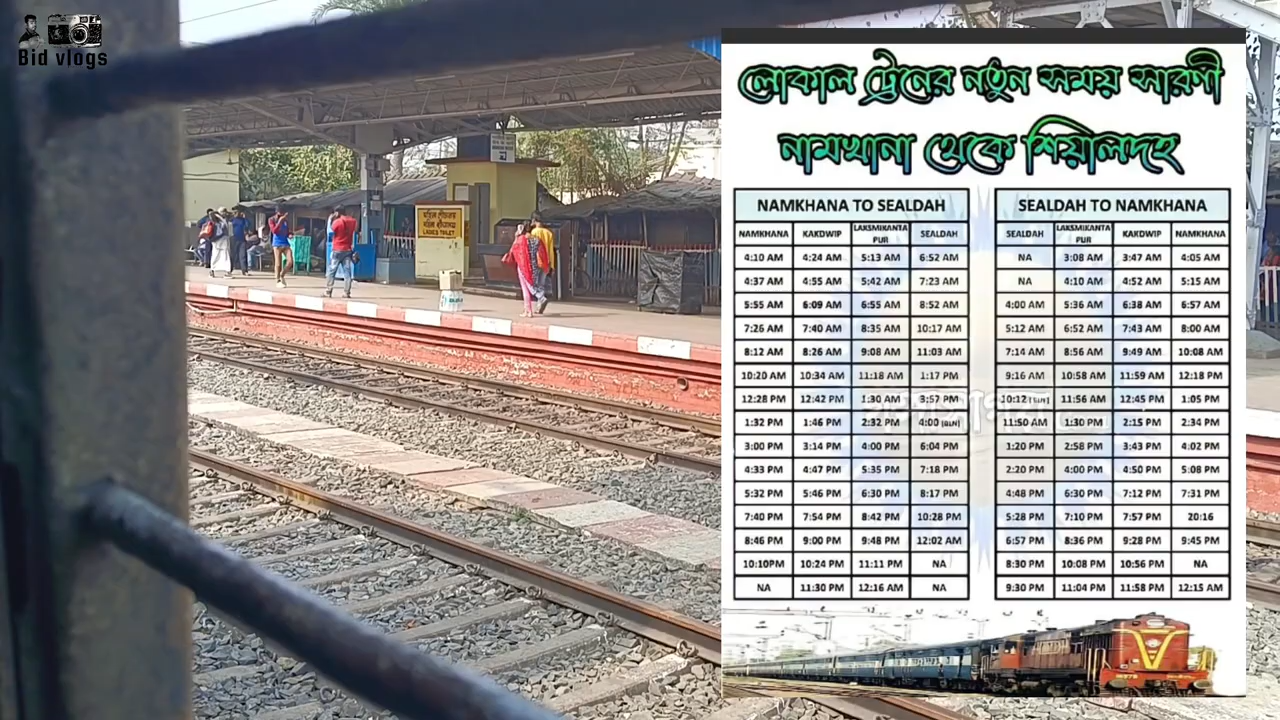 Bid vlogs
লোকাল ট্রেনের নতুন সময় সারণী
নামখানা থেকে শিয়ালদহ
NAMKHANA TO SEALDAH
NAMKHANA KAKDWIP LAKSMIKANTA PUR SEALDAH
4:10 AM 4:24 AM 5:13 AM 6:52 AM
4:37 AM 4:55 AM 5:42 AM 7:23 AM
5:55 AM 6:09 AM 6:55 AM 8:52 AM
7:26 AM 7:40 AM 8:35 AM 10:17 AM
8:12 AM 8:26 AM 9:08 AM 11:03 AM
10:20 AM 10:34 AM 11:18 AM 1:17 PM
12:28 PM 12:42 PM 1:30 AM 3:57 PM
1:32 PM 1:46 PM 2:32 PM 4:00 (BLN)
3:00 PM 3:14 PM 4:00 PM 6:04 PM
4:33 PM 4:47 PM 5:35 PM 7:18 PM
5:32 PM 5:46 PM 6:30 PM 8:17 PM
7:40 PM 7:54 PM 8:42 PM 10:28 PM
8:46 PM 9:00 PM 9:48 PM 12:02 AM
10:10PM 10:24 PM 11:11 PM NA
NA 11:30 PM 12:16 AM NA
SEALDAH TO NAMKHANA
SEALDAH LAKSMIKANTA PUR KAKDWIP NAMKHANA
NA 3:08 AM 3:47 AM 4:05 AM
NA 4:10 AM 4:52 AM 5:15 AM
4:00 AM 5:36 AM 6:38 AM 6:57 AM
5:12 AM 6:52 AM 7:43 AM 8:00 AM
7:14 AM 8:56 AM 9:49 AM 10:08 AM
9:16 AM 10:58 AM 11:59 AM 12:18 PM
10:12 (BLN) 11:56 AM 12:45 PM 1:05 PM
11:50 AM 1:30 PM 2:15 PM 2:34 PM
1:20 PM 2:58 PM 3:43 PM 4:02 PM
2:20 PM 4:00 PM 4:50 PM 5:08 PM
4:48 PM 6:30 PM 7:12 PM 7:31 PM
5:28 PM 7:10 PM 7:57 PM 20:16
6:57 PM 8:36 PM 9:28 PM 9:45 PM
8:30 PM 10:08 PM 10:56 PM NA
9:30 PM 11:04 PM 11:58 PM 12:15 AM
महिला शौचालय
LADIES TOILET